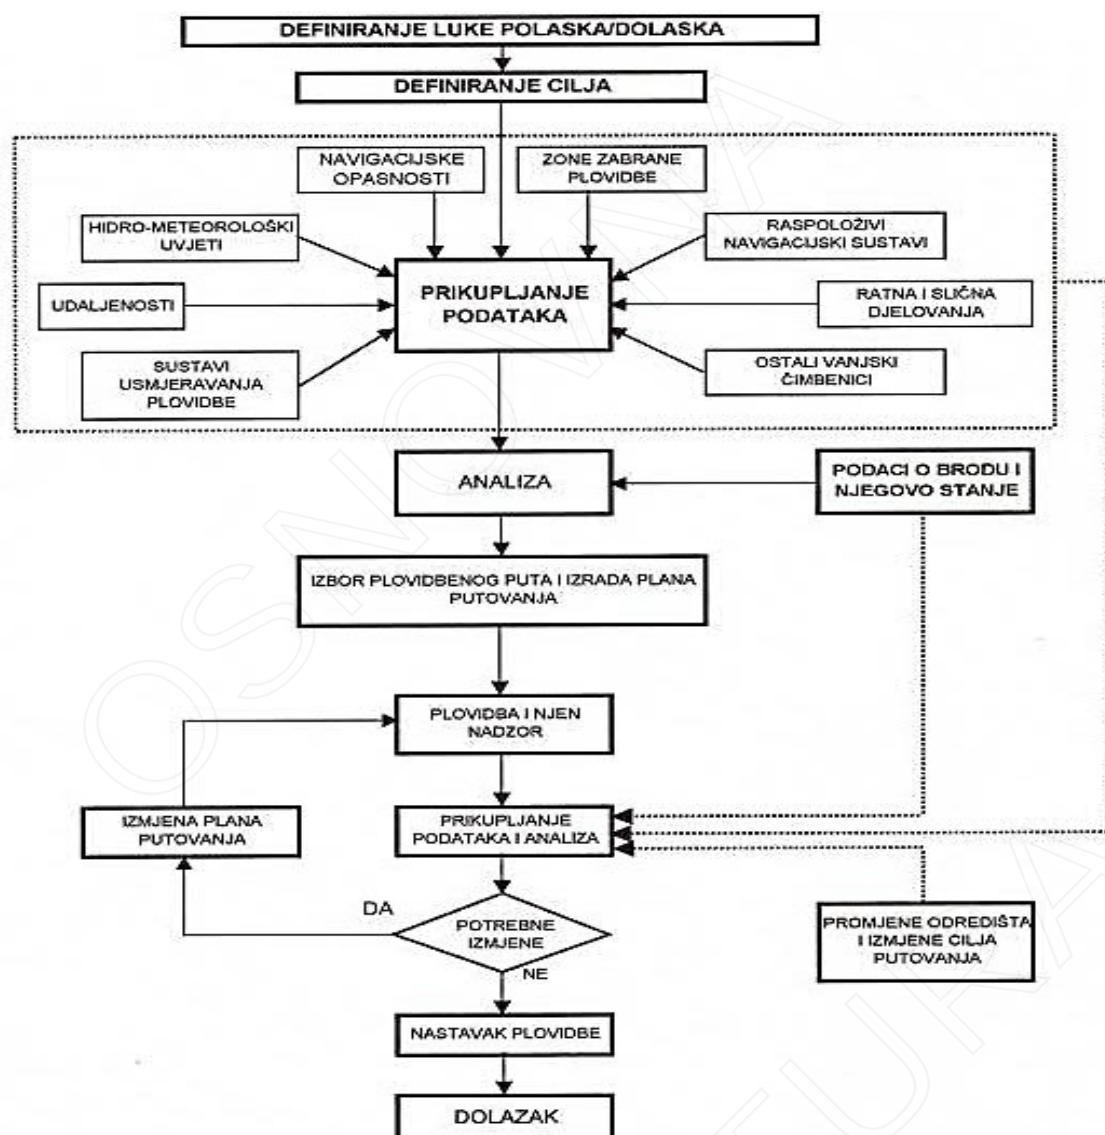 DEFINIRANJE LUKE POLASKA/DOLASKA
DEFINIRANJE CILJA
NAVIGACIJSKE
OPASNOSTI
ZONE ZABRANE
PLOVIDBE
HIDRO-METEOROLOŠKI
UVJETI
RASPOLOŽIVI
NAVIGACIJSKI SUSTAVI
PRIKUPLJANJE
PODATAKA
UDALJENOSTI
RATNA I SLIČNA
DJELOVANJA
SUSTAVI
USMJERAVANJA
PLOVIDBE
OSTALI VANJSKI
ČIMBENICI
ANALIZA
PODACI O BRODU I
NJEGOVO STANJE
IZBOR PLOVIDBENOG PUTA I IZRADA PLANA
PUTOVANJA
PLOVIDBA I NJEN
NADZOR
IZMJENA PLANA
PUTOVANJA
PRIKUPLJANJE
PODATAKA I ANALIZA
DA
POTREBNE
IZMJENE
NE
PROMJENE ODREDIŠTA
I IZMJENE CILJA
PUTOVANJA
NASTAVAK PLOVIDBE
DOLAZAK
OSNOVANA
TURA